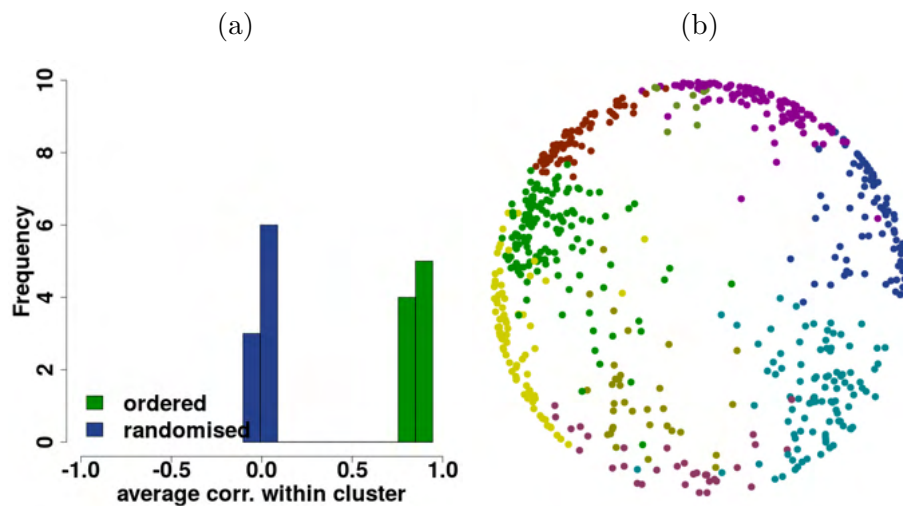 (a)
(b)
Frequency
10
8
6
4
2
0
ordered
randomised
-1.0 -0.5 0.0 0.5 1.0
average corr. within cluster